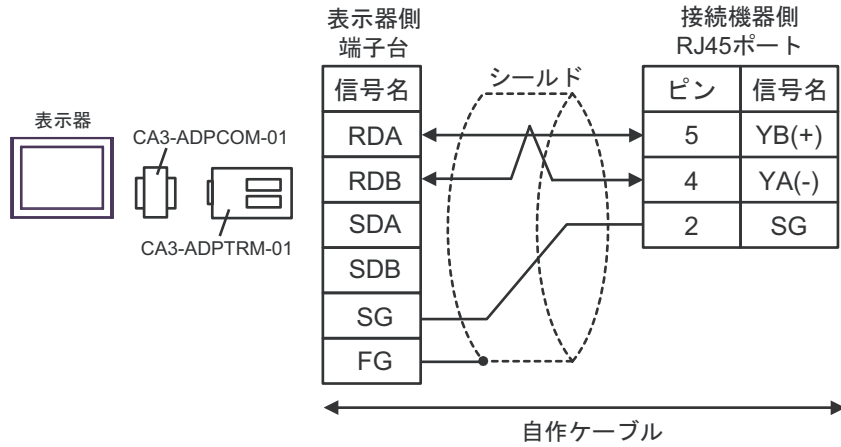 表示器側
端子台
接続機器側
RJ45ポート
信号名
シールド
ピン
信号名
表示器
CA3-ADPCOM-01
RDA
5
YB(+)
RDB
4
YA(-)
SDA
2
SG
CA3-ADPTRM-01
SDB
SG
FG
自作ケーブル